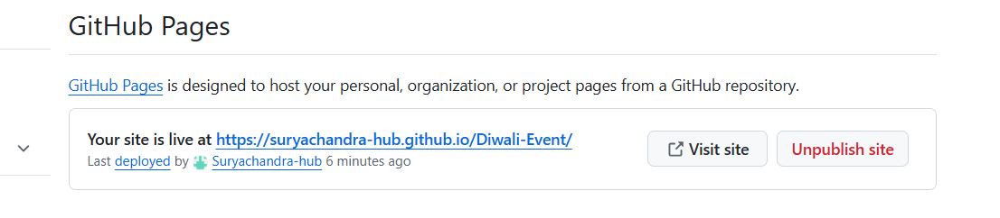 GitHub Pages
GitHub Pages is designed to host your personal, organization, or project pages from a GitHub repository.
Your site is live at https://suryachandra-hub.github.io/Diwali-Event/
Last deployed by Suryachandra-hub 6 minutes ago
Visit site
Unpublish site